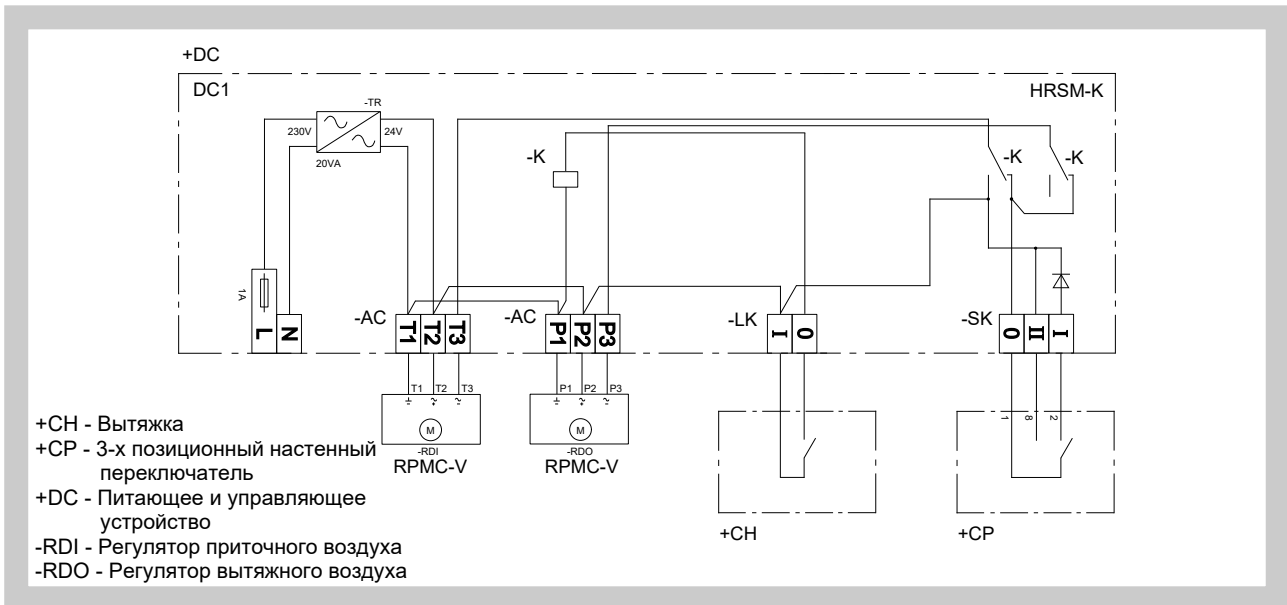 +DC
DC1
HRSM-K
-TR
230V
24V
20VA
-K
-K
-K
1A
L
N
-AC
T1
T2
T3
-AC
P1
P2
P3
-LK
I
0
-SK
0
II
I
T1
T2
T3
P1
P2
P3
1
8
2
M
M
-RDI
RPMC-V
-RDO
RPMC-V
+CH
+CP
+CH - Вытяжка
+CP - 3-х позиционный настенный
переключатель
+DC - Питающее и управляющее
устройство
-RDI - Регулятор приточного воздуха
-RDO - Регулятор вытяжного воздуха